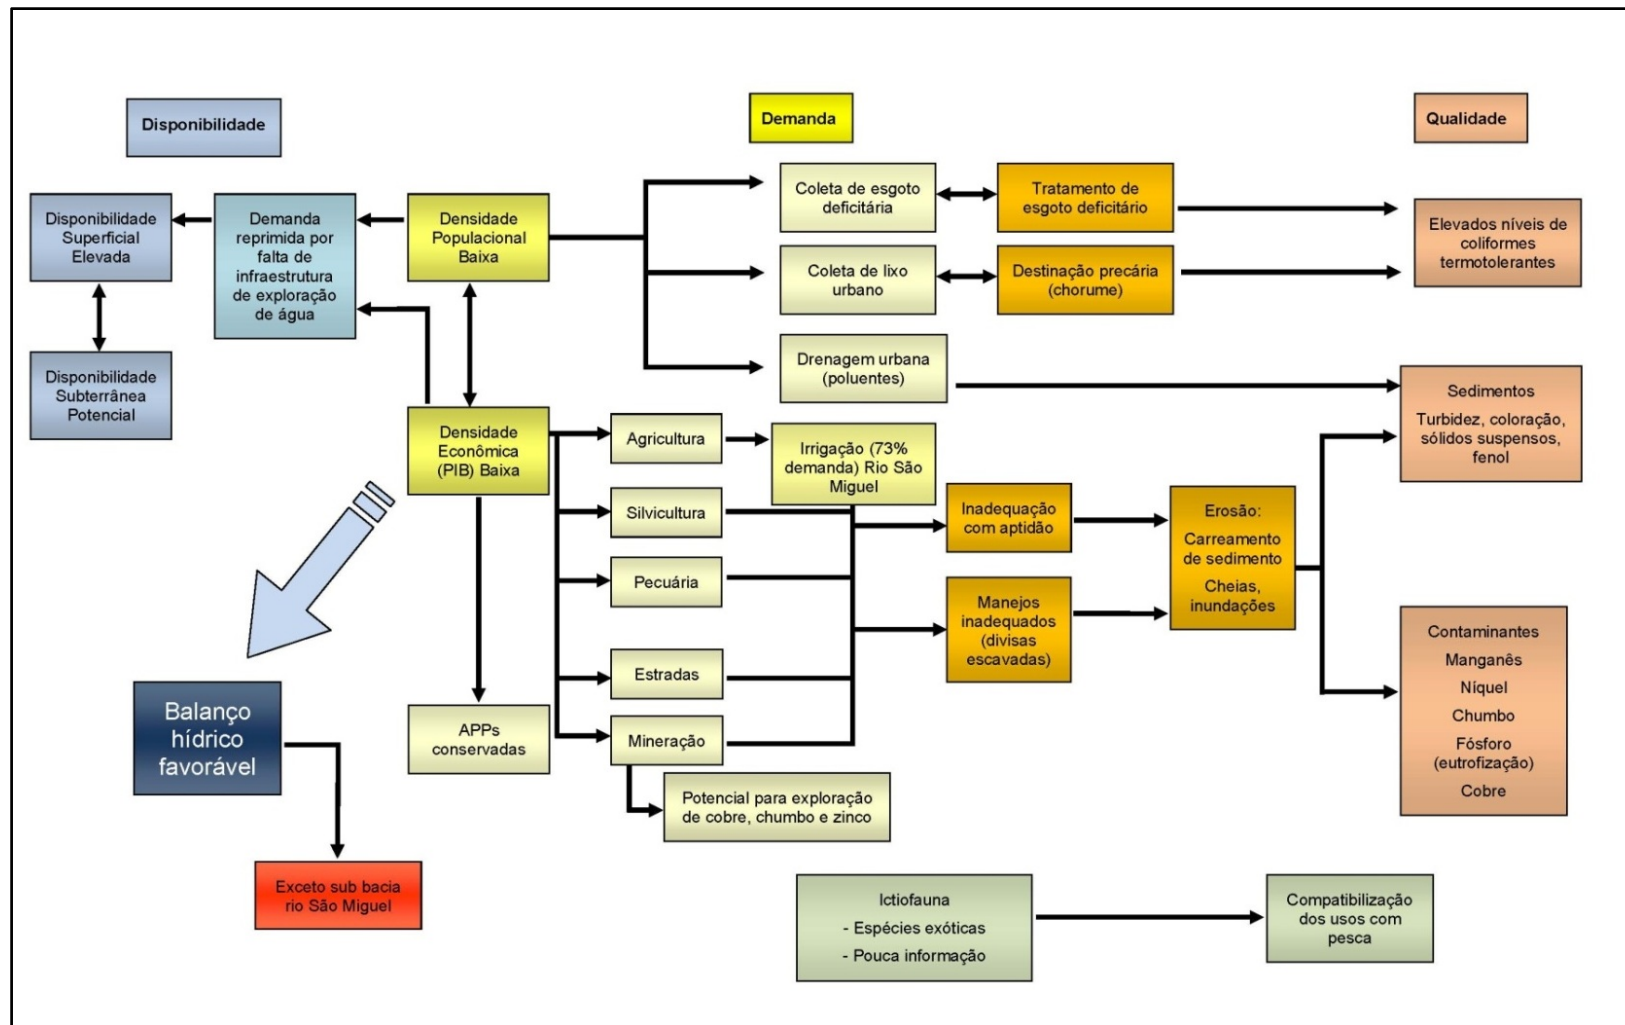 Disponibilidade
Demanda
Qualidade
Disponibilidade
Superficial
Elevada
Demanda
reprimida por
falta de
infraestrutura
de exploração
de água
Densidade
Populacional
Baixa
Coleta de esgoto
deficitária
Tratamento de
esgoto deficitário
Elevados níveis de
coliformes
termotolerantes
Coleta de lixo
urbano
Destinação precária
(chorume)
Disponibilidade
Subterrânea
Potencial
Drenagem urbana
(poluentes)
Sedimentos
Turbidez, coloração,
sólidos suspensos,
fenol
Densidade
Econômica
(PIB) Baixa
Agricultura
Irrigação (73%
demanda) Rio São
Miguel
Silvicultura
Inadequação
com aptidão
Erosão:
Carreamento
de sedimento
Cheias,
inundações
Pecuária
Manejos
inadequados
(divisas
escavadas)
Estradas
Contaminantes
Manganês
Níquel
Chumbo
Fósforo
(eutrofização)
Cobre
Balanço
hídrico
favorável
APPs
conservadas
Mineração
Potencial para exploração
de cobre, chumbo e zinco
Exceto sub bacia
rio São Miguel
Ictiofauna
- Espécies exóticas
- Pouca informação
Compatibilização
dos usos com
pesca